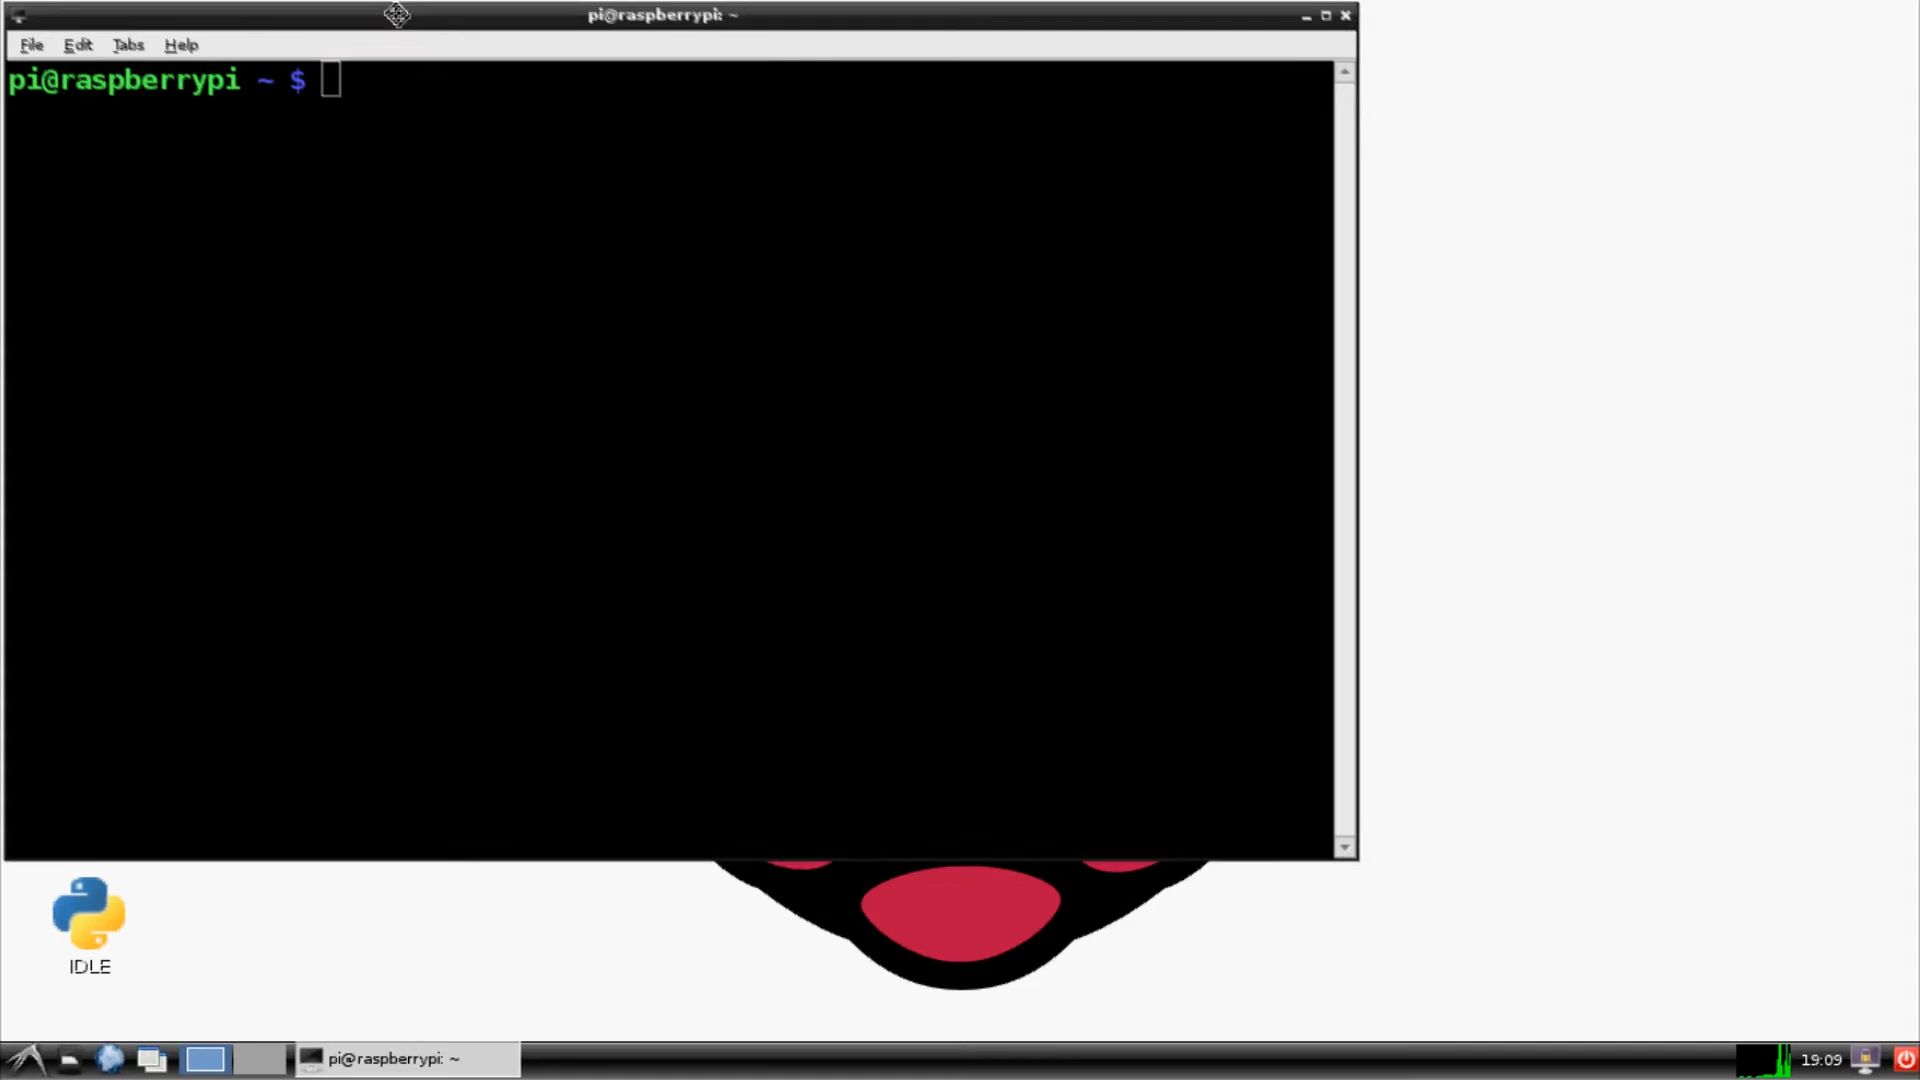 pi@raspberrypi: ~
File Edit Tabs Help
pi@raspberrypi ~ $
IDLE
pi@raspberrypi: ~
19:09